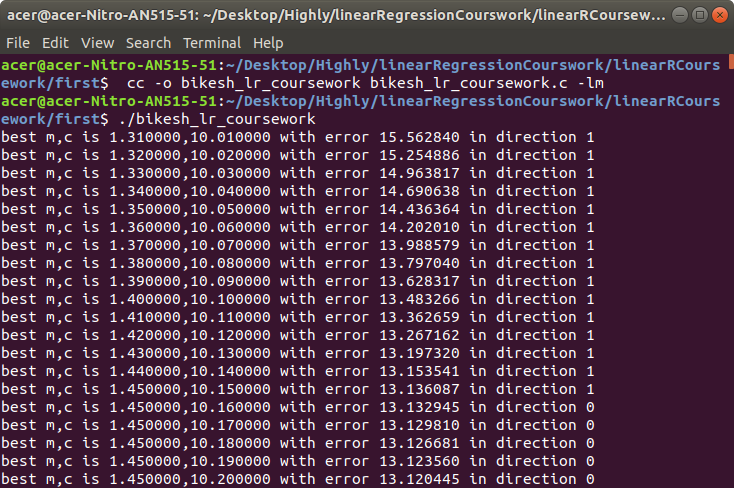 acer@acer-Nitro-AN515-51: ~/Desktop/Highly/linearRegressionCourswork/linearRCoursew...
File Edit View Search Terminal Help
acer@acer-Nitro-AN515-51:~/Desktop/Highly/linearRegressionCourswork/linearRCours
ework/first$  cc -o bikesh_lr_coursework bikesh_lr_coursework.c -lm
acer@acer-Nitro-AN515-51:~/Desktop/Highly/linearRegressionCourswork/linearRCours
ework/first$ ./bikesh_lr_coursework
best m,c is 1.310000,10.010000 with error 15.562840 in direction 1
best m,c is 1.320000,10.020000 with error 15.254886 in direction 1
best m,c is 1.330000,10.030000 with error 14.963817 in direction 1
best m,c is 1.340000,10.040000 with error 14.690638 in direction 1
best m,c is 1.350000,10.050000 with error 14.436364 in direction 1
best m,c is 1.360000,10.060000 with error 14.202010 in direction 1
best m,c is 1.370000,10.070000 with error 13.988579 in direction 1
best m,c is 1.380000,10.080000 with error 13.797040 in direction 1
best m,c is 1.390000,10.090000 with error 13.628317 in direction 1
best m,c is 1.400000,10.100000 with error 13.483266 in direction 1
best m,c is 1.410000,10.110000 with error 13.362659 in direction 1
best m,c is 1.420000,10.120000 with error 13.267162 in direction 1
best m,c is 1.430000,10.130000 with error 13.197320 in direction 1
best m,c is 1.440000,10.140000 with error 13.153541 in direction 1
best m,c is 1.450000,10.150000 with error 13.136087 in direction 1
best m,c is 1.450000,10.160000 with error 13.132945 in direction 0
best m,c is 1.450000,10.170000 with error 13.129810 in direction 0
best m,c is 1.450000,10.180000 with error 13.126681 in direction 0
best m,c is 1.450000,10.190000 with error 13.123560 in direction 0
best m,c is 1.450000,10.200000 with error 13.120445 in direction 0